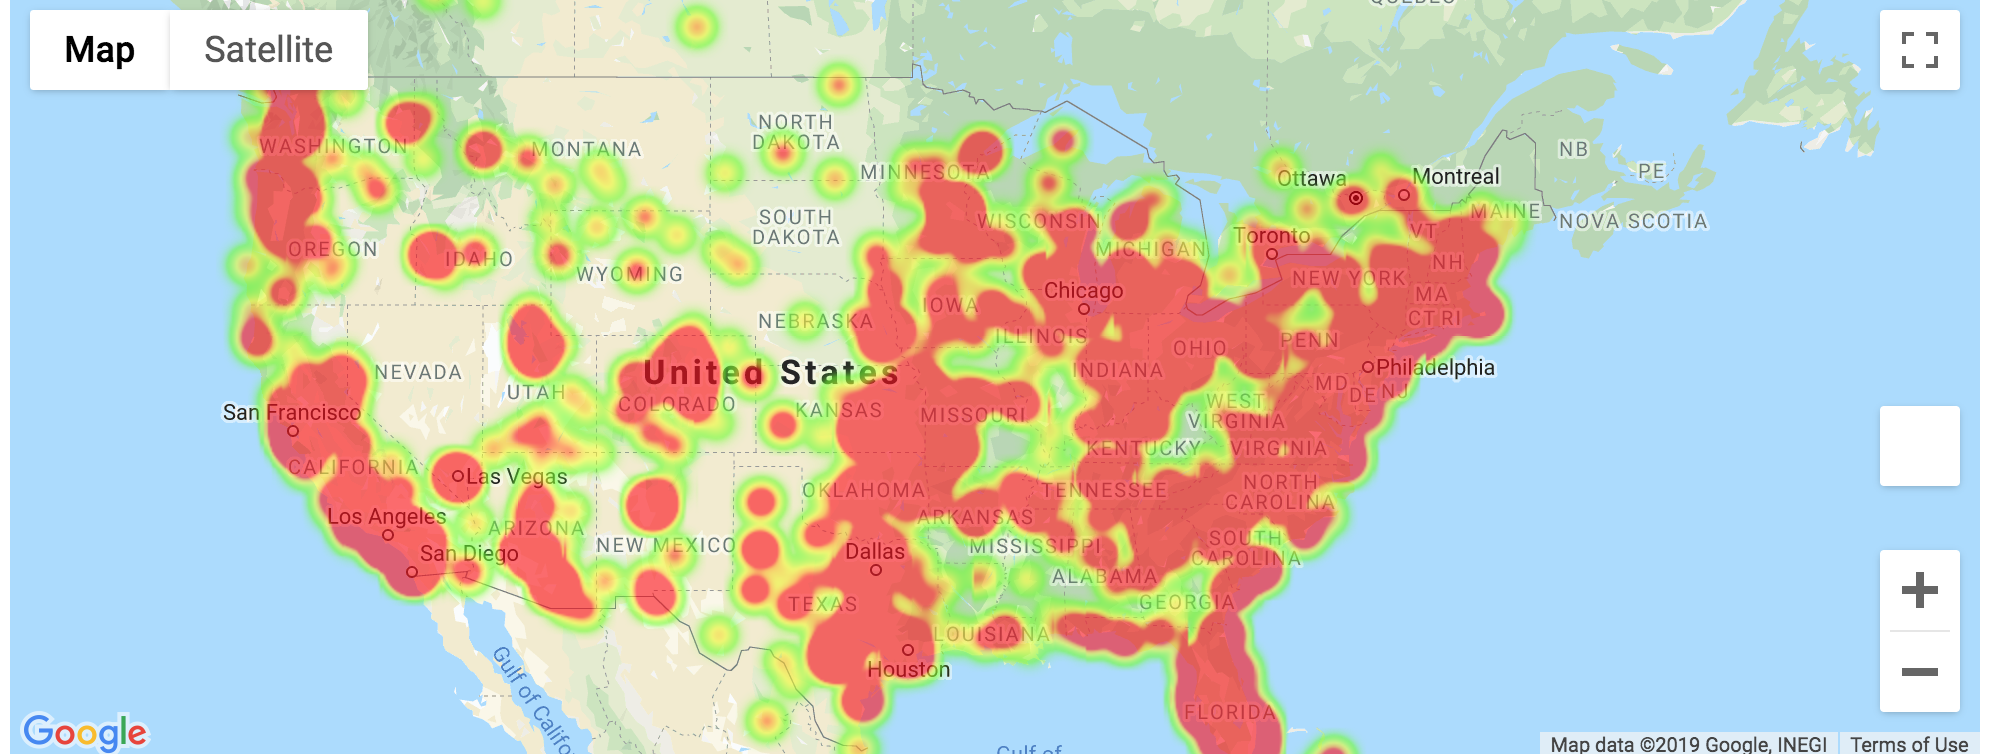 QUEBEC
Map
Satellite
NORTH
DAKOTA
WASHINGTON
MONTANA
MINNESOTA
Ottawa
Montreal
NB
PE
MAINE
NOVA SCOTIA
SOUTH
DAKOTA
WISCONSIN
VT
OREGON
IDAHO
MICHIGAN
Toronto
WYOMING
NH
NEW YORK
Chicago
MA
IOWA
CT RI
NEBRASKA
ILLINOIS
PENN
OHIO
NEVADA
United States
INDIANA
Philadelphia
UTAH
MD
DE NJ
COLORADO
KANSAS
WEST
VIRGINIA
San Francisco
MISSOURI
KENTUCKY
VIRGINIA
CALIFORNIA
Las Vegas
OKLAHOMA
TENNESSEE
NORTH
CAROLINA
Los Angeles
ARIZONA
ARKANSAS
NEW MEXICO
MISSISSIPPI
SOUTH
CAROLINA
San Diego
Dallas
ALABAMA
TEXAS
GEORGIA
LOUISIANA
Houston
Gulf of Califo
FLORIDA
Google
Gulf of
Map data ©2019 Google, INEGI
Terms of Use